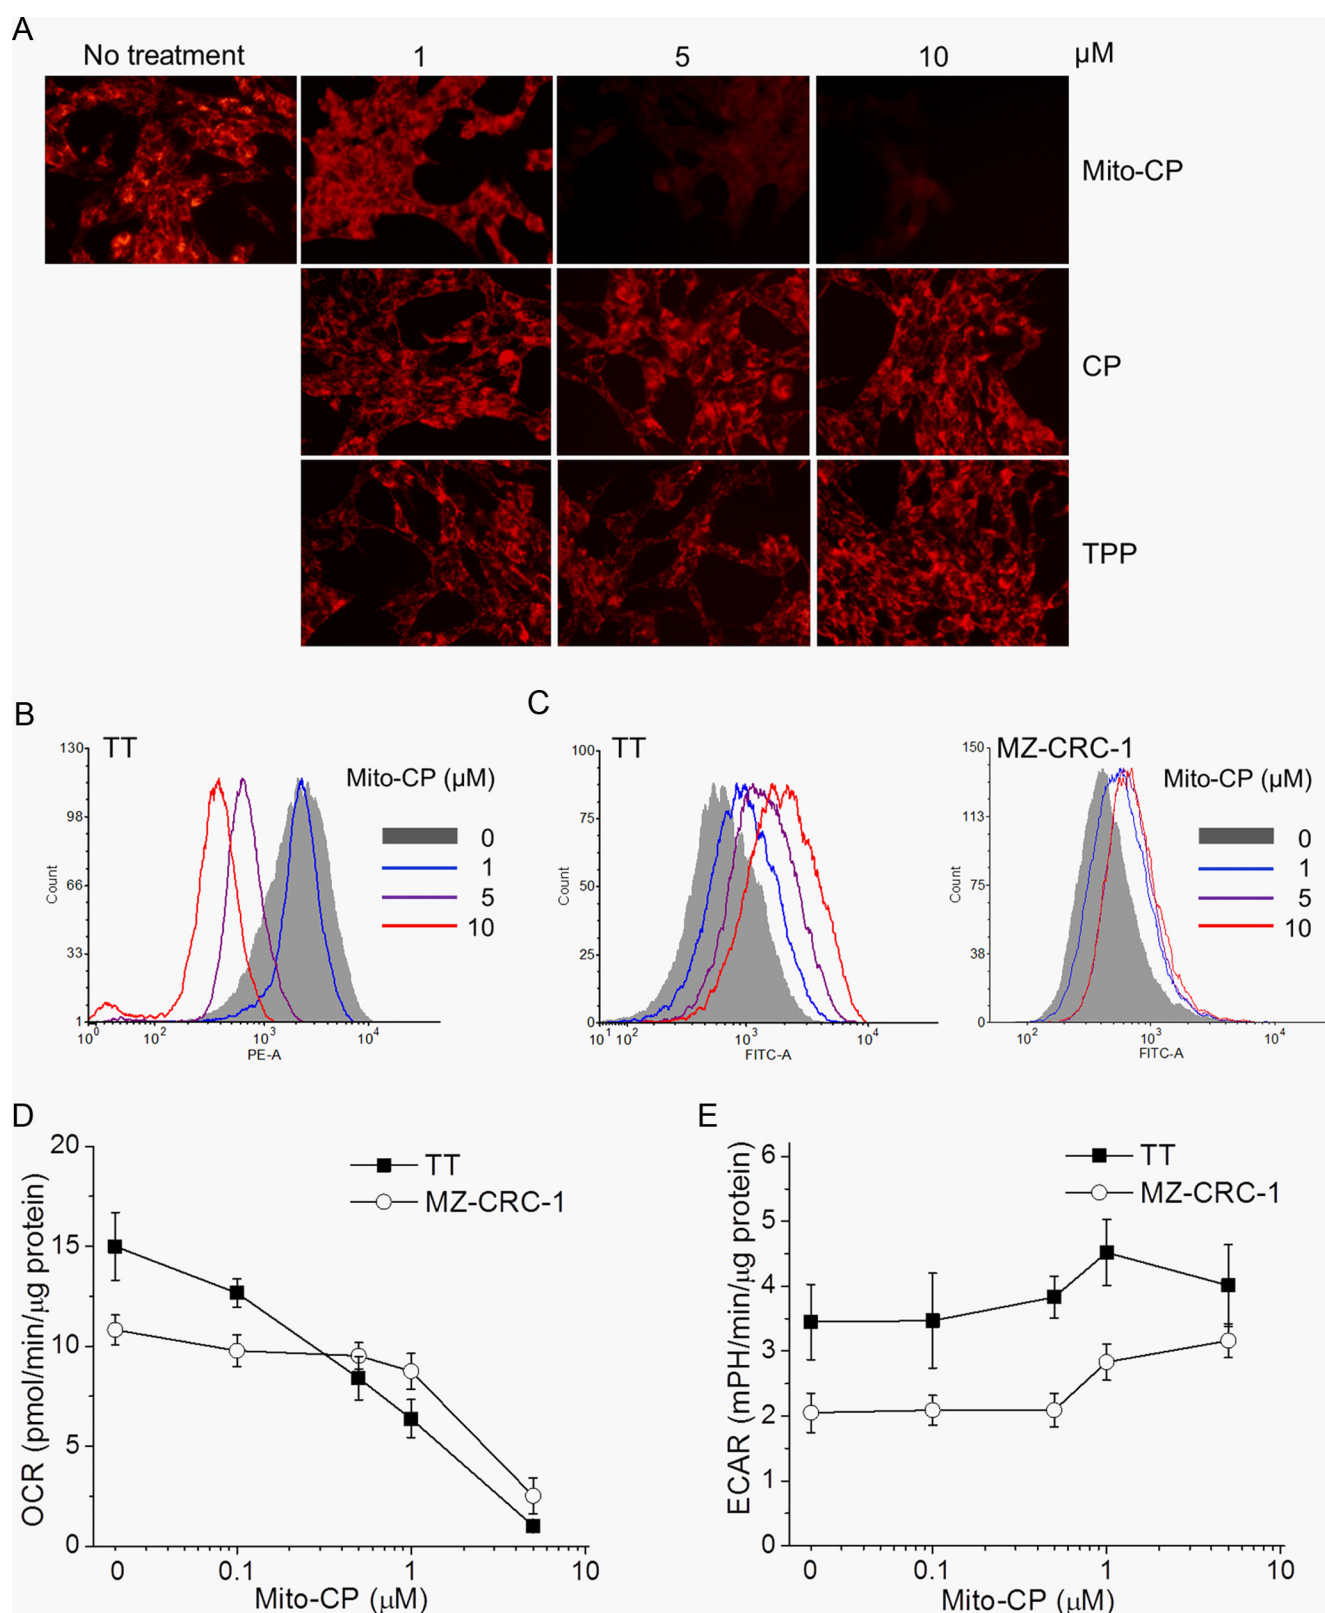 A
No treatment 1 5 10 μM
Mito-CP
CP
TPP
B
TT
Mito-CP (μM)
0
1
5
10
130
98
66
33
1
Count
10⁰ 10² 10³ 10⁴
PE-A
C
TT
100
75
50
25
0
Count
10¹ 10² 10³ 10⁴
FITC-A
MZ-CRC-1
Mito-CP (μM)
0
1
5
10
150
113
75
38
0
Count
10² 10³ 10⁴
FITC-A
D
TT
MZ-CRC-1
20
15
10
5
0
OCR (pmol/min/μg protein)
0 0.1 1 10
Mito-CP (μM)
E
TT
MZ-CRC-1
6
5
4
3
2
1
0
ECAR (mPH/min/μg protein)
0 0.1 1 10
Mito-CP (μM)